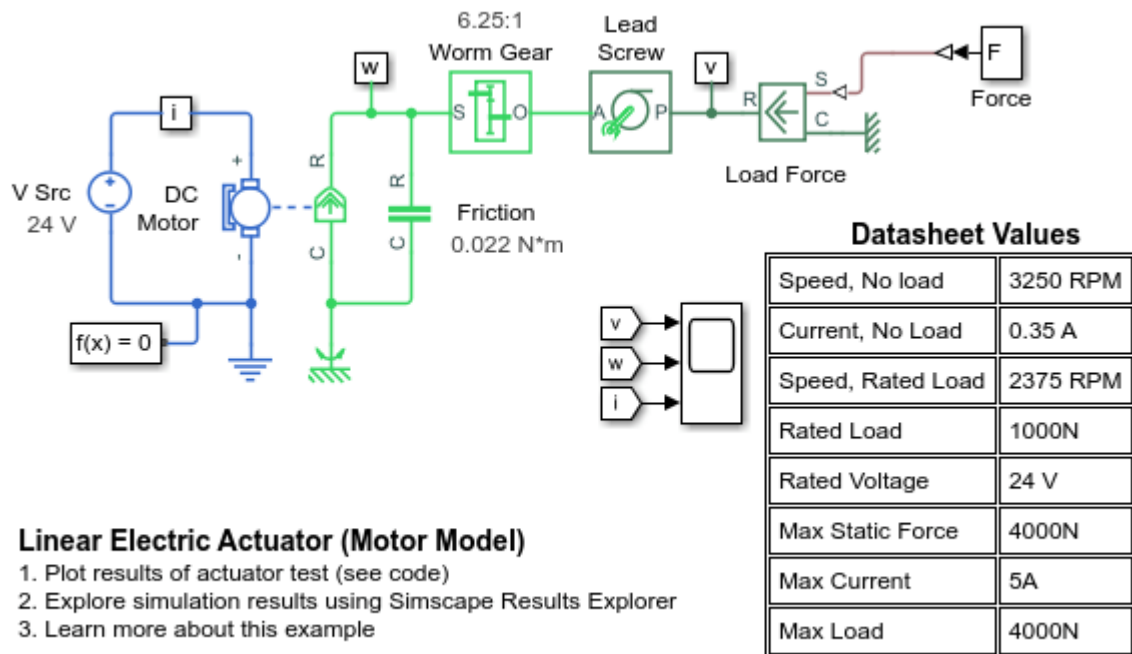 6.25:1
Worm Gear
Lead
Screw
w
v
F
Force
S
O
A
P
R
S
C
Load Force
i
+
R
R
V Src
24 V
DC
Motor
+
-
C
C
Friction
0.022 N*m
f(x) = 0
v
w
i
Datasheet Values
Speed, No load 3250 RPM
Current, No Load 0.35 A
Speed, Rated Load 2375 RPM
Rated Load 1000N
Rated Voltage 24 V
Max Static Force 4000N
Max Current 5A
Max Load 4000N
Linear Electric Actuator (Motor Model)
1. Plot results of actuator test (see code)
2. Explore simulation results using Simscape Results Explorer
3. Learn more about this example